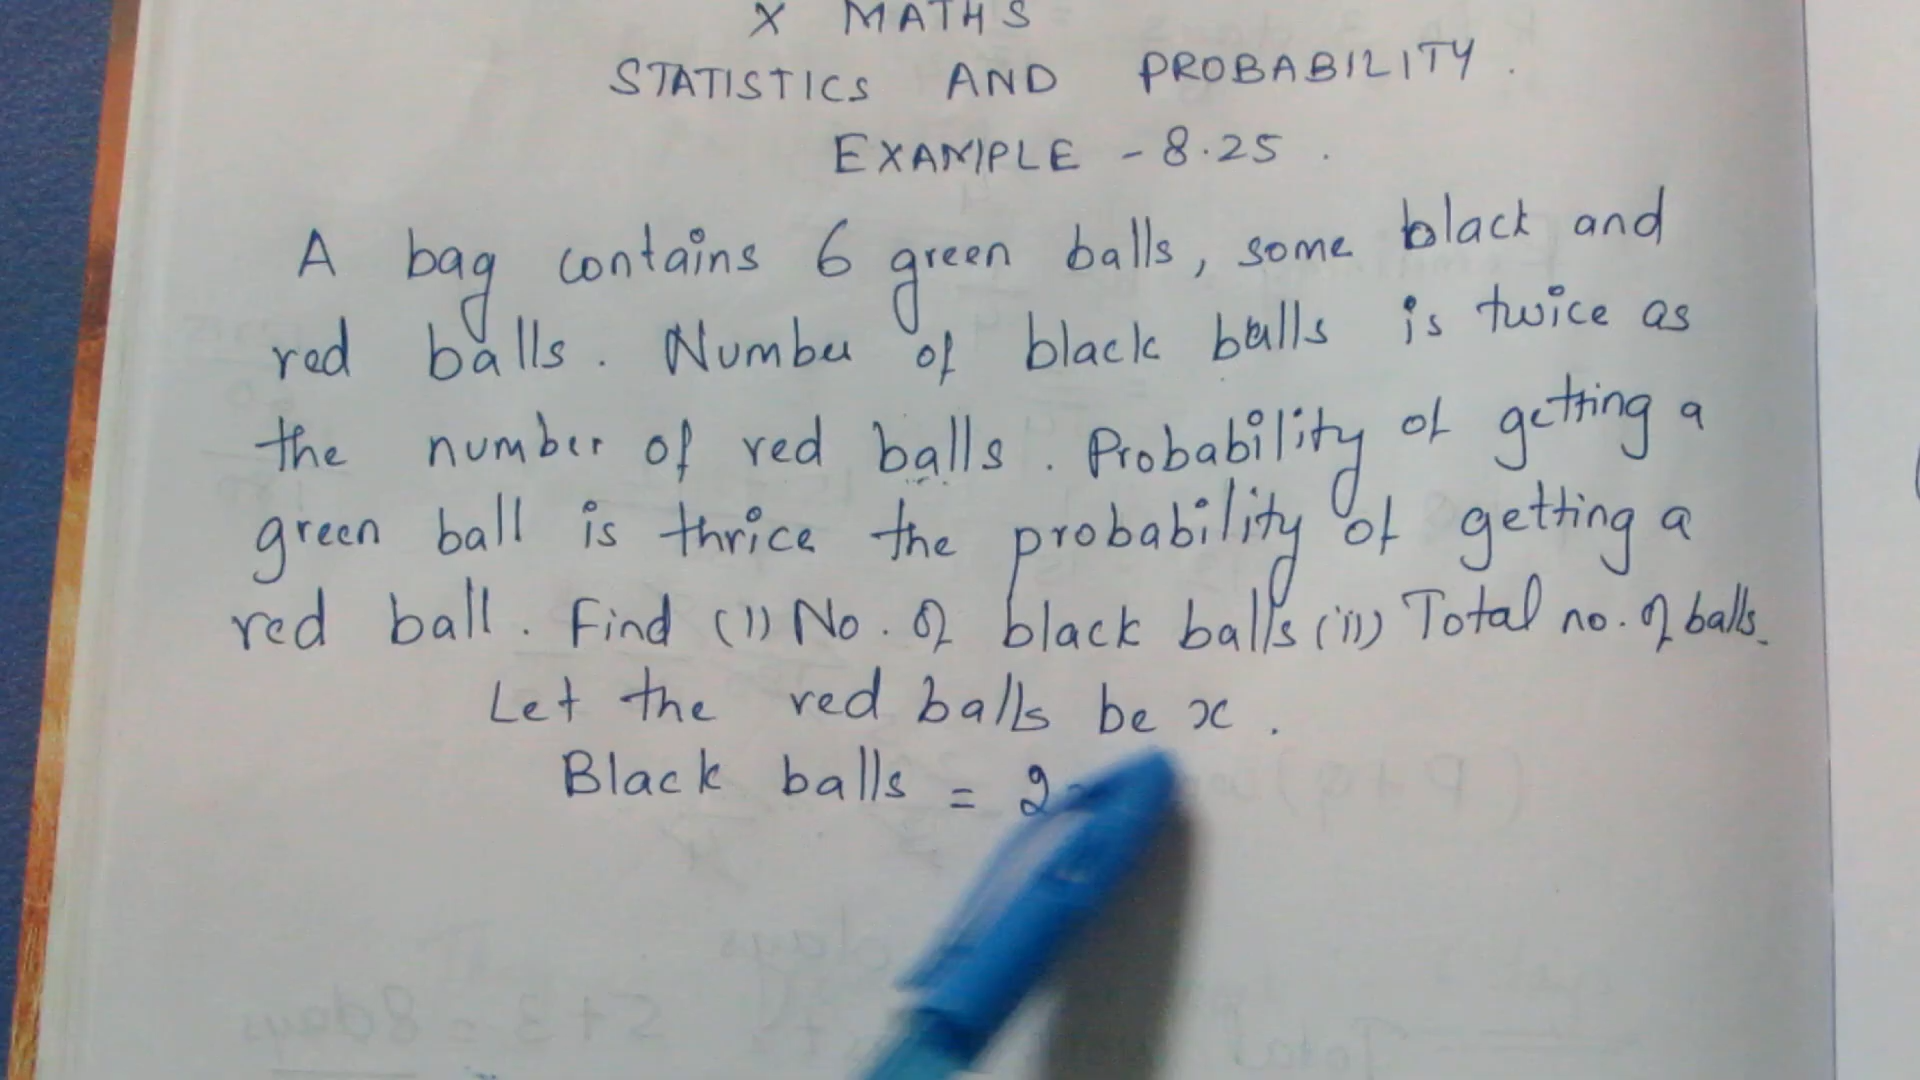 X MATHS
STATISTICS AND PROBABILITY.
EXAMPLE - 8.25.
A bag contains 6 green balls, some black and
red balls. Number of black balls is twice as
the number of red balls. Probability of getting a
green ball is thrice the probability of getting a
red ball. Find (i) No. of black balls (ii) Total no. of balls.
Let the red balls be x.
Black balls = 2